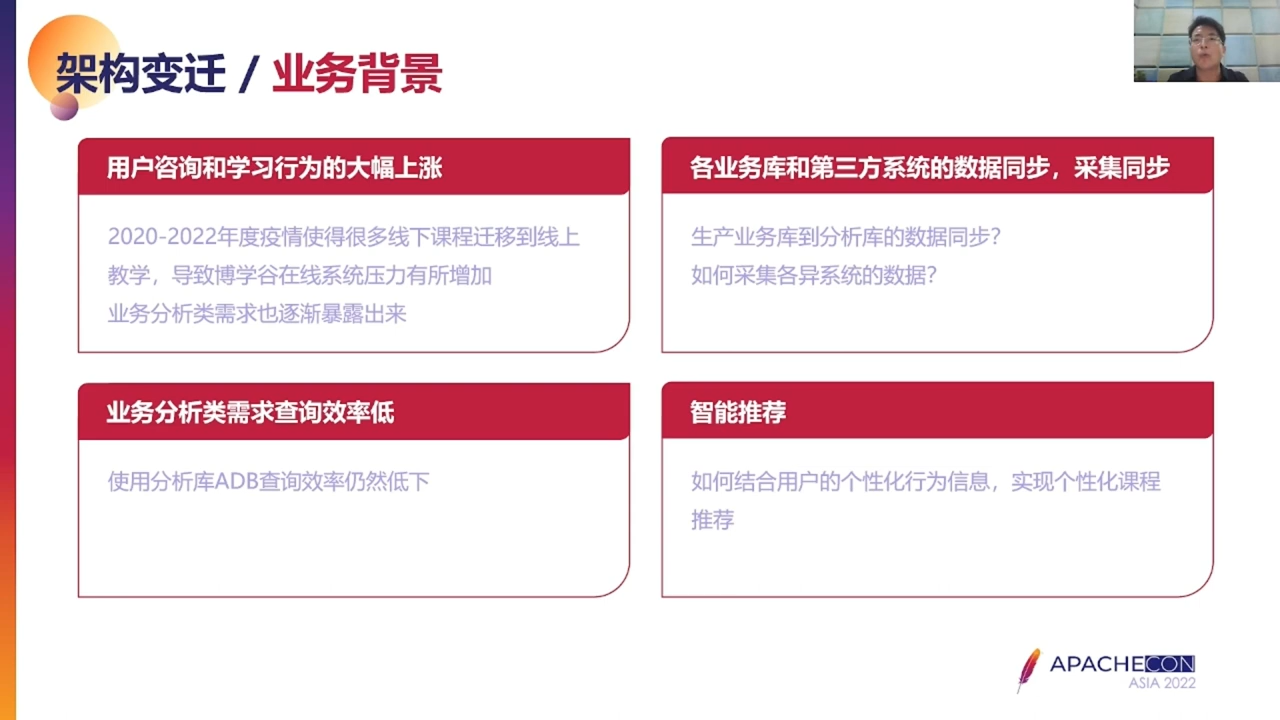 架构变迁 / 业务背景
用户咨询和学习行为的大幅上涨
2020-2022年度疫情使得很多线下课程迁移到线上
教学，导致博学谷在线系统压力有所增加
业务分析类需求也逐渐暴露出来
各业务库和第三方系统的数据同步，采集同步
生产业务库到分析库的数据同步?
如何采集各异系统的数据?
业务分析类需求查询效率低
使用分析库ADB查询效率仍然低下
智能推荐
如何结合用户的个性化行为信息，实现个性化课程
推荐
APACHECON
ASIA 2022